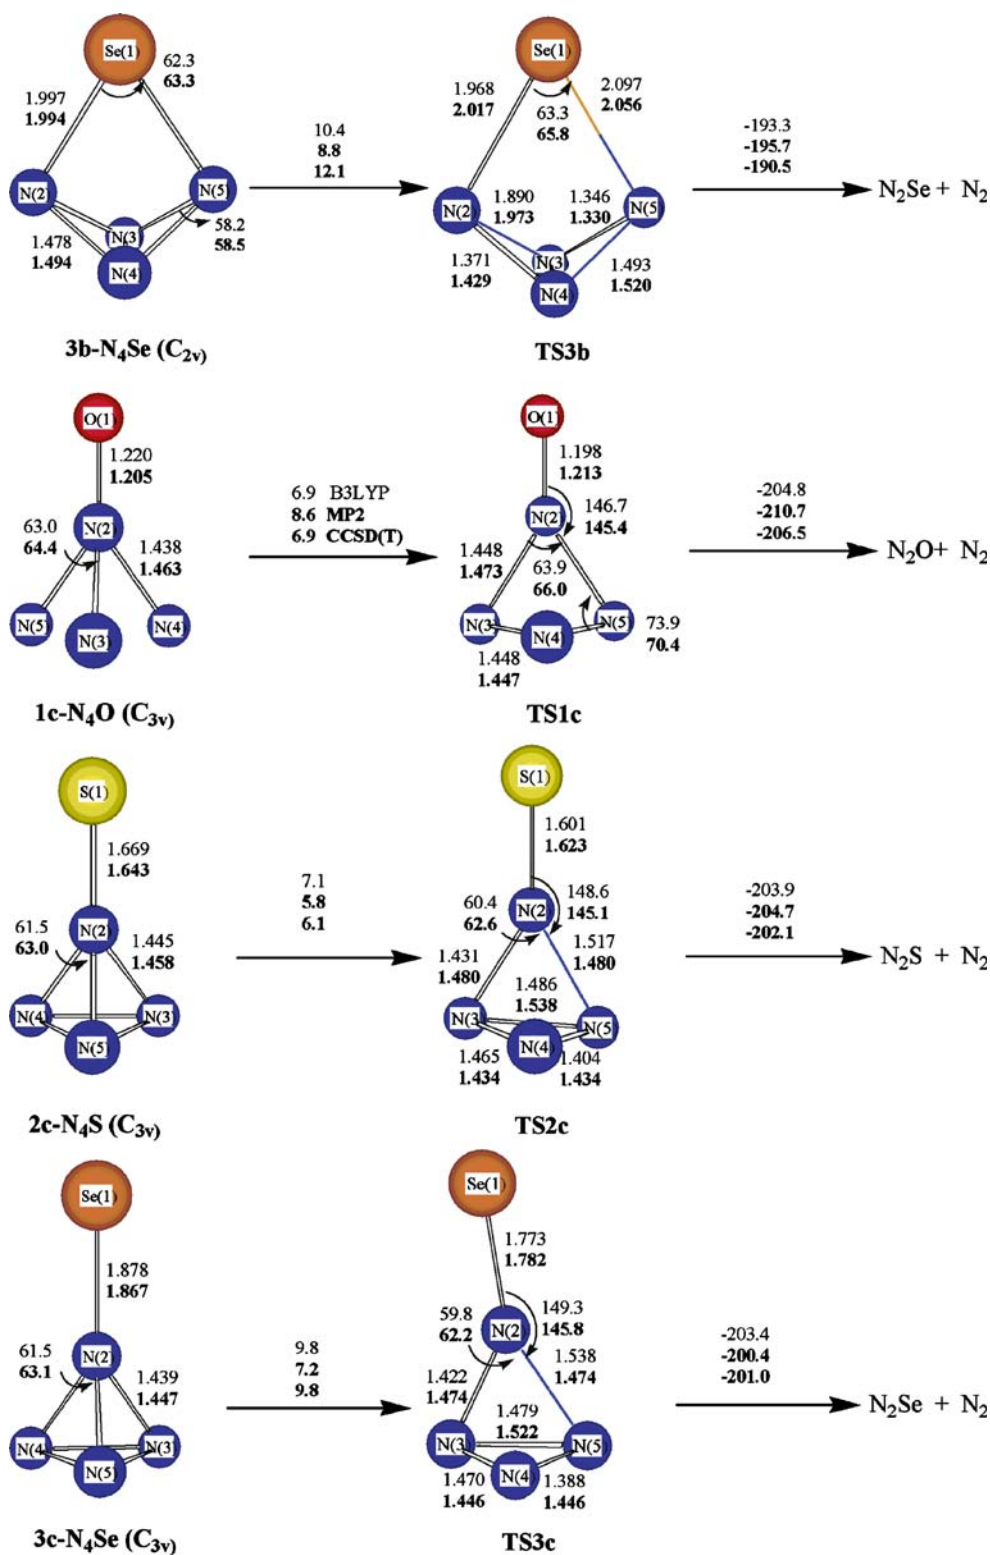 Se(1)
62.3
63.3
1.997
1.994
N(2)
N(5)
N(3)
N(4)
58.2
58.5
1.478
1.494
3b-N₄Se (C₂ᵥ)
10.4
8.8
12.1
Se(1)
1.968
2.017
63.3
65.8
2.097
2.056
N(2)
1.890
1.973
1.346
1.330
N(5)
N(3)
N(4)
1.371
1.429
1.493
1.520
TS3b
-193.3
-195.7
-190.5
N₂Se + N₂
O(1)
1.220
1.205
N(2)
63.0
64.4
1.438
1.463
N(5)
N(3)
N(4)
1c-N₄O (C₃ᵥ)
6.9 B3LYP
8.6 MP2
6.9 CCSD(T)
O(1)
1.198
1.213
N(2)
146.7
145.4
1.448
1.473
63.9
66.0
N(3)
N(4)
N(5)
73.9
70.4
1.448
1.447
TS1c
-204.8
-210.7
-206.5
N₂O+ N₂
S(1)
1.669
1.643
N(2)
61.5
63.0
1.445
1.458
N(4)
N(3)
N(5)
2c-N₄S (C₃ᵥ)
7.1
5.8
6.1
S(1)
1.601
1.623
60.4
62.6
N(2)
148.6
145.1
1.431
1.480
1.517
1.480
1.486
1.538
N(3)
N(4)
N(5)
1.465
1.434
1.404
1.434
TS2c
-203.9
-204.7
-202.1
N₂S + N₂
Se(1)
1.878
1.867
N(2)
61.5
63.1
1.439
1.447
N(4)
N(3)
N(5)
3c-N₄Se (C₃ᵥ)
9.8
7.2
9.8
Se(1)
1.773
1.782
59.8
62.2
N(2)
149.3
145.8
1.422
1.474
1.538
1.474
1.479
1.522
N(3)
N(4)
N(5)
1.470
1.446
1.388
1.446
TS3c
-203.4
-200.4
-201.0
N₂Se + N₂